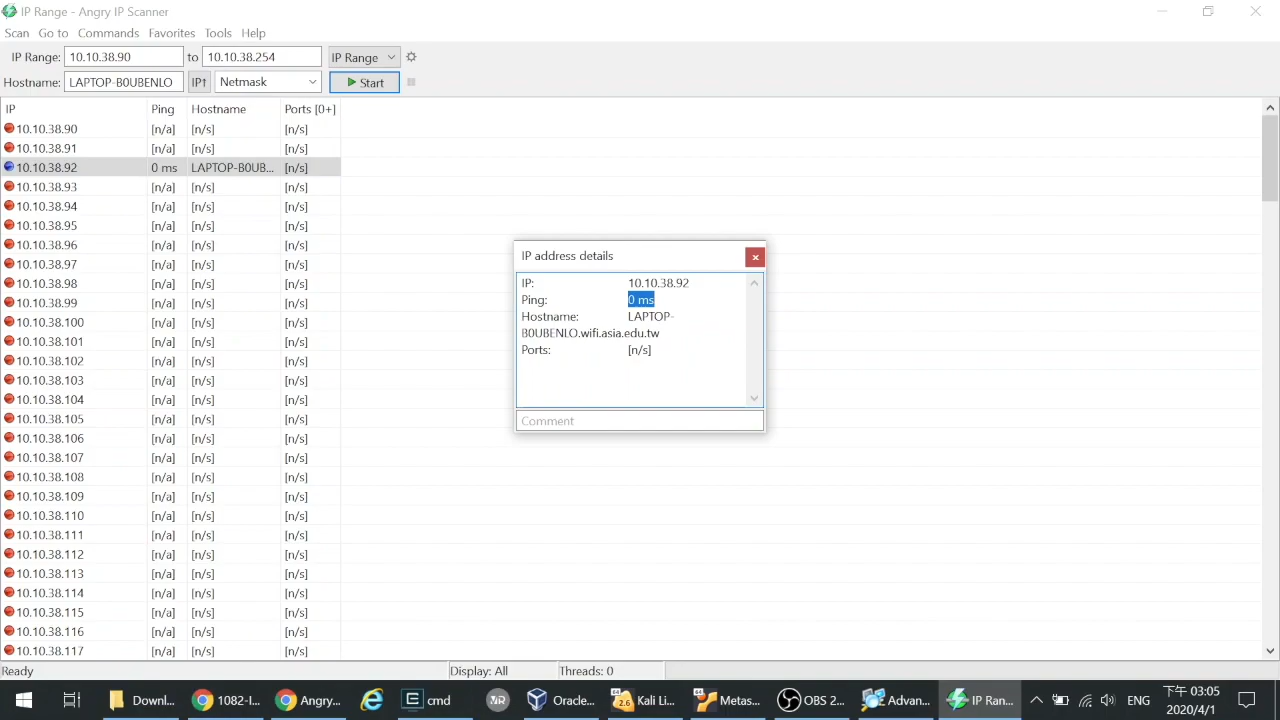 IP Range - Angry IP Scanner
Scan Go to Commands Favorites Tools Help
IP Range: 10.10.38.90 to 10.10.38.254 IP Range
Hostname: LAPTOP-B0UBENLO IP↑ Netmask Start
IP Ping Hostname Ports [0+]
10.10.38.90 [n/a] [n/s] [n/s]
10.10.38.91 [n/a] [n/s] [n/s]
10.10.38.92 0 ms LAPTOP-B0UB... [n/s]
10.10.38.93 [n/a] [n/s] [n/s]
10.10.38.94 [n/a] [n/s] [n/s]
10.10.38.95 [n/a] [n/s] [n/s]
10.10.38.96 [n/a] [n/s] [n/s]
10.10.38.97 [n/a] [n/s] [n/s]
10.10.38.98 [n/a] [n/s] [n/s]
10.10.38.99 [n/a] [n/s] [n/s]
10.10.38.100 [n/a] [n/s] [n/s]
10.10.38.101 [n/a] [n/s] [n/s]
10.10.38.102 [n/a] [n/s] [n/s]
10.10.38.103 [n/a] [n/s] [n/s]
10.10.38.104 [n/a] [n/s] [n/s]
10.10.38.105 [n/a] [n/s] [n/s]
10.10.38.106 [n/a] [n/s] [n/s]
10.10.38.107 [n/a] [n/s] [n/s]
10.10.38.108 [n/a] [n/s] [n/s]
10.10.38.109 [n/a] [n/s] [n/s]
10.10.38.110 [n/a] [n/s] [n/s]
10.10.38.111 [n/a] [n/s] [n/s]
10.10.38.112 [n/a] [n/s] [n/s]
10.10.38.113 [n/a] [n/s] [n/s]
10.10.38.114 [n/a] [n/s] [n/s]
10.10.38.115 [n/a] [n/s] [n/s]
10.10.38.116 [n/a] [n/s] [n/s]
10.10.38.117 [n/a] [n/s] [n/s]
IP address details
IP: 10.10.38.92
Ping: 0 ms
Hostname: LAPTOP-
B0UBENLO.wifi.asia.edu.tw
Ports: [n/s]
Comment
Ready Display: All Threads: 0
Downl... 1082-I... Angry... cmd Oracle... Kali Li... Metas... OBS 2... Advan... IP Ran... ENG 下午 03:05
2020/4/1